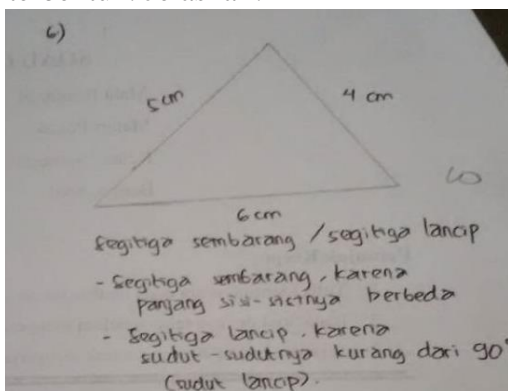 6)
5 cm
4 cm
6 cm
segitiga sembarang / segitiga lancip
- Segitiga sembarang, karena
panjang sisi-sisinya berbeda
- Segitiga lancip. karena
sudut-sudutnya kurang dari 90°
(sudut lancip).